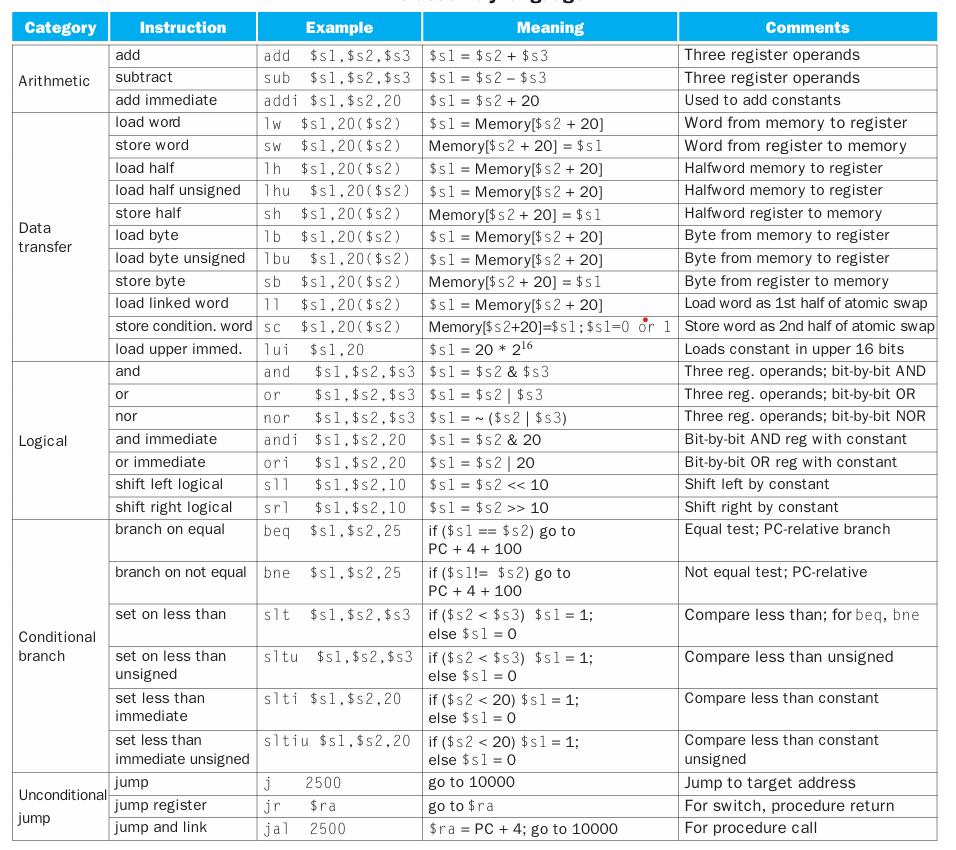 Category Instruction Example Meaning Comments
Arithmetic
add add $s1,$s2,$s3 $s1 = $s2 + $s3 Three register operands
subtract sub $s1,$s2,$s3 $s1 = $s2 – $s3 Three register operands
add immediate addi $s1,$s2,20 $s1 = $s2 + 20 Used to add constants
Data
transfer
load word lw $s1,20($s2) $s1 = Memory[$s2 + 20] Word from memory to register
store word sw $s1,20($s2) Memory[$s2 + 20] = $s1 Word from register to memory
load half lh $s1,20($s2) $s1 = Memory[$s2 + 20] Halfword memory to register
load half unsigned lhu $s1,20($s2) $s1 = Memory[$s2 + 20] Halfword memory to register
store half sh $s1,20($s2) Memory[$s2 + 20] = $s1 Halfword register to memory
load byte lb $s1,20($s2) $s1 = Memory[$s2 + 20] Byte from memory to register
load byte unsigned lbu $s1,20($s2) $s1 = Memory[$s2 + 20] Byte from memory to register
store byte sb $s1,20($s2) Memory[$s2 + 20] = $s1 Byte from register to memory
load linked word ll $s1,20($s2) $s1 = Memory[$s2 + 20] Load word as 1st half of atomic swap
store condition. word sc $s1,20($s2) Memory[$s2+20]=$s1;$s1=0 or 1 Store word as 2nd half of atomic swap
load upper immed. lui $s1,20 $s1 = 20 * 2¹⁶ Loads constant in upper 16 bits
Logical
and and $s1,$s2,$s3 $s1 = $s2 & $s3 Three reg. operands; bit-by-bit AND
or or $s1,$s2,$s3 $s1 = $s2 | $s3 Three reg. operands; bit-by-bit OR
nor nor $s1,$s2,$s3 $s1 = ~ ($s2 | $s3) Three reg. operands; bit-by-bit NOR
and immediate andi $s1,$s2,20 $s1 = $s2 & 20 Bit-by-bit AND reg with constant
or immediate ori $s1,$s2,20 $s1 = $s2 | 20 Bit-by-bit OR reg with constant
shift left logical sll $s1,$s2,10 $s1 = $s2 << 10 Shift left by constant
shift right logical srl $s1,$s2,10 $s1 = $s2 >> 10 Shift right by constant
Conditional
branch
branch on equal beq $s1,$s2,25 if ($s1 == $s2) go to Equal test; PC-relative branch
PC + 4 + 100
branch on not equal bne $s1,$s2,25 if ($s1!= $s2) go to Not equal test; PC-relative
PC + 4 + 100
set on less than slt $s1,$s2,$s3 if ($s2 < $s3) $s1 = 1; Compare less than; for beq, bne
else $s1 = 0
set on less than sltu $s1,$s2,$s3 if ($s2 < $s3) $s1 = 1; Compare less than unsigned
unsigned else $s1 = 0
set less than slti $s1,$s2,20 if ($s2 < 20) $s1 = 1; Compare less than constant
immediate else $s1 = 0
set less than sltiu $s1,$s2,20 if ($s2 < 20) $s1 = 1; Compare less than constant
immediate unsigned else $s1 = 0 unsigned
Unconditional
jump
jump j 2500 go to 10000 Jump to target address
jump register jr $ra go to $ra For switch, procedure return
jump and link jal 2500 $ra = PC + 4; go to 10000 For procedure call